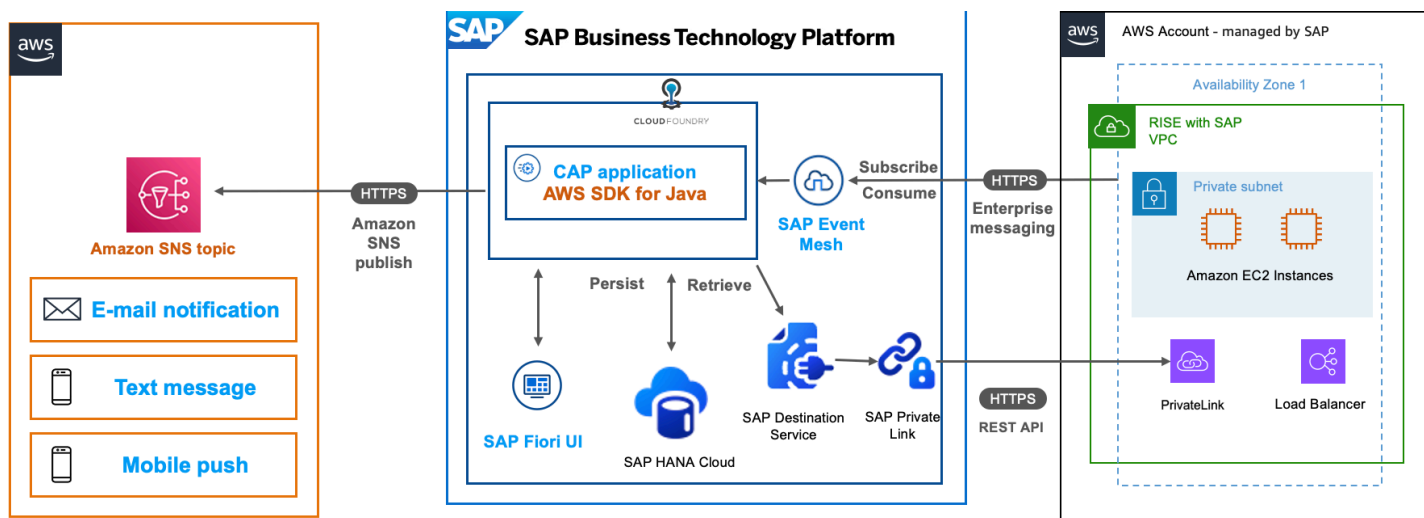 aws
SAP
SAP Business Technology Platform
aws
AWS Account - managed by SAP
Availability Zone 1
CLOUDFOUNDRY
RISE with SAP
VPC
CAP application
AWS SDK for Java
Subscribe
Consume
HTTPS
Enterprise
messaging
Private subnet
HTTPS
Amazon
SNS
publish
SAP Event
Mesh
Amazon SNS topic
Amazon EC2 Instances
Persist
Retrieve
E-mail notification
Text message
Mobile push
SAP Fiori UI
SAP HANA Cloud
SAP Destination
Service
SAP Private
Link
HTTPS
REST API
PrivateLink
Load Balancer